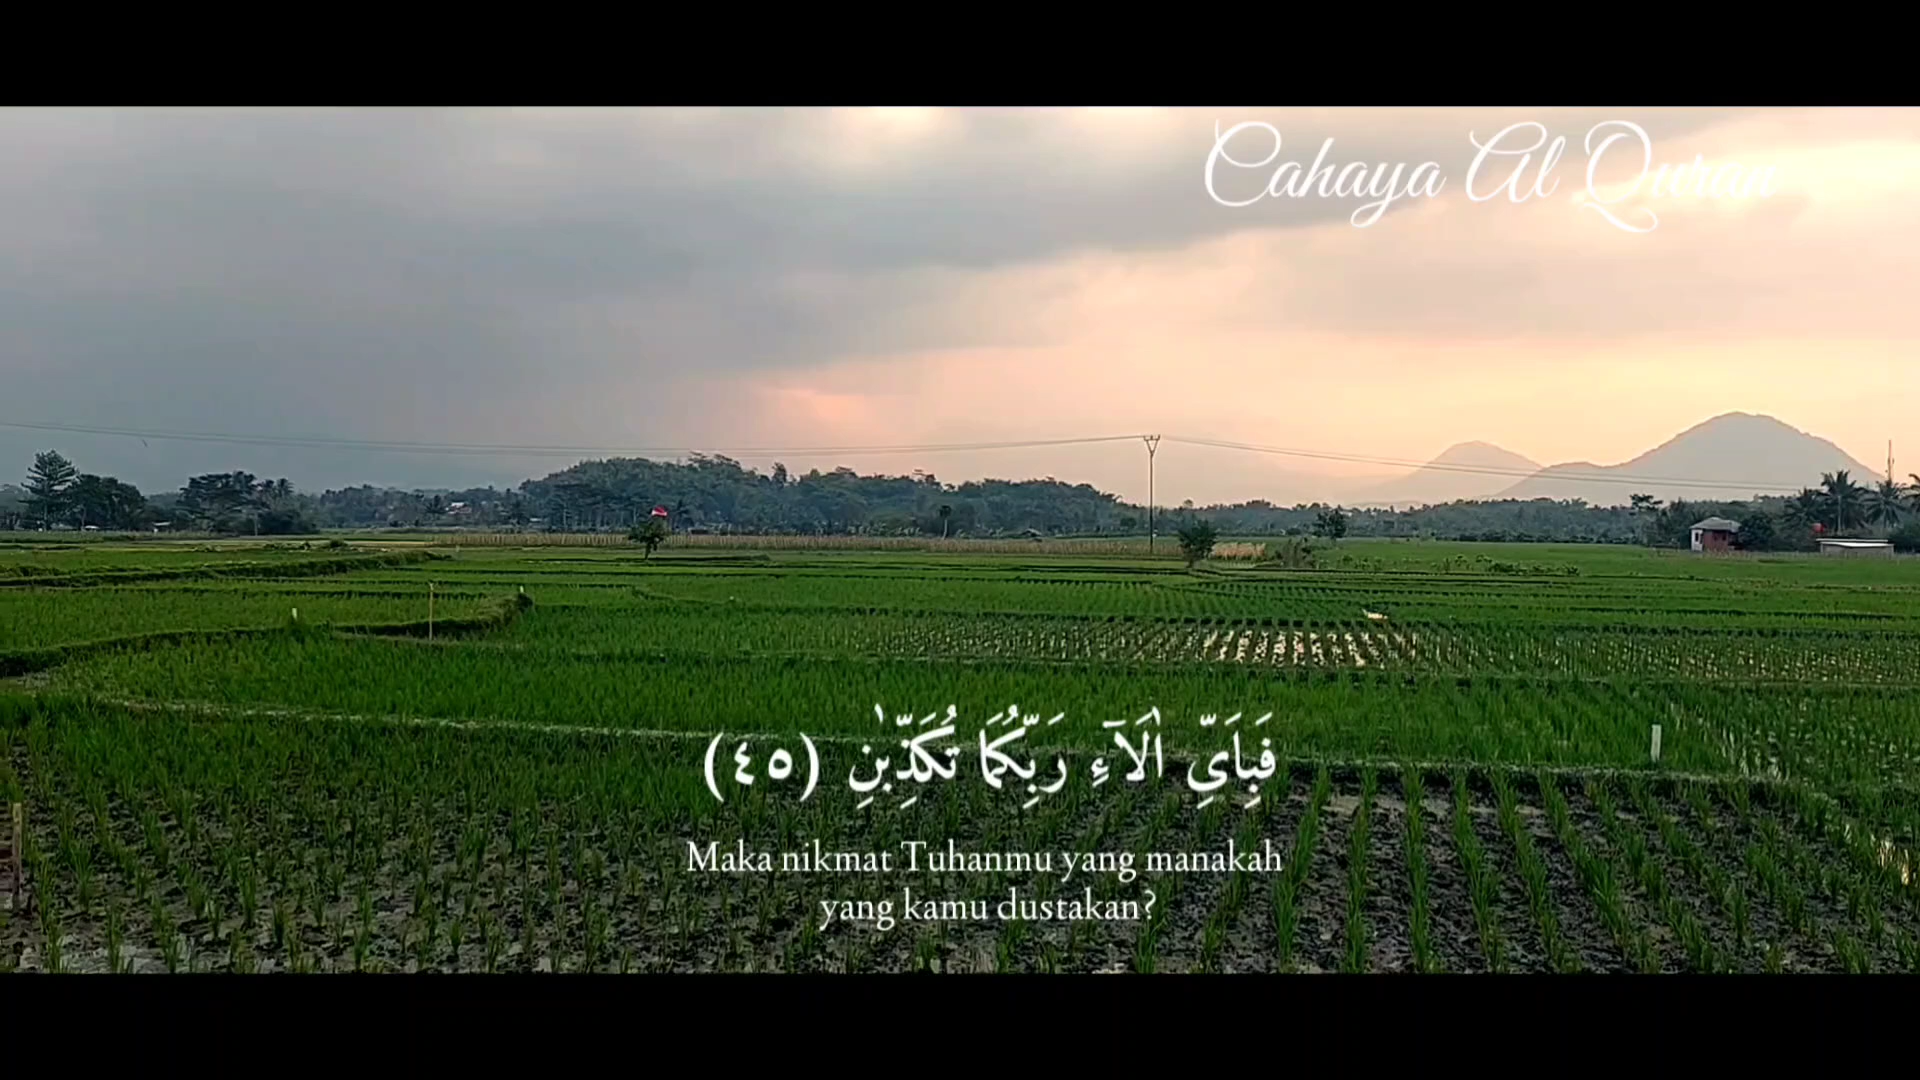 Cahaya Al Quran
فَبِاَيِّ اٰلَاۤءِ رَبِّكُمَا تُكَذِّبٰنِ (٤٥)
Maka nikmat Tuhanmu yang manakah
yang kamu dustakan?